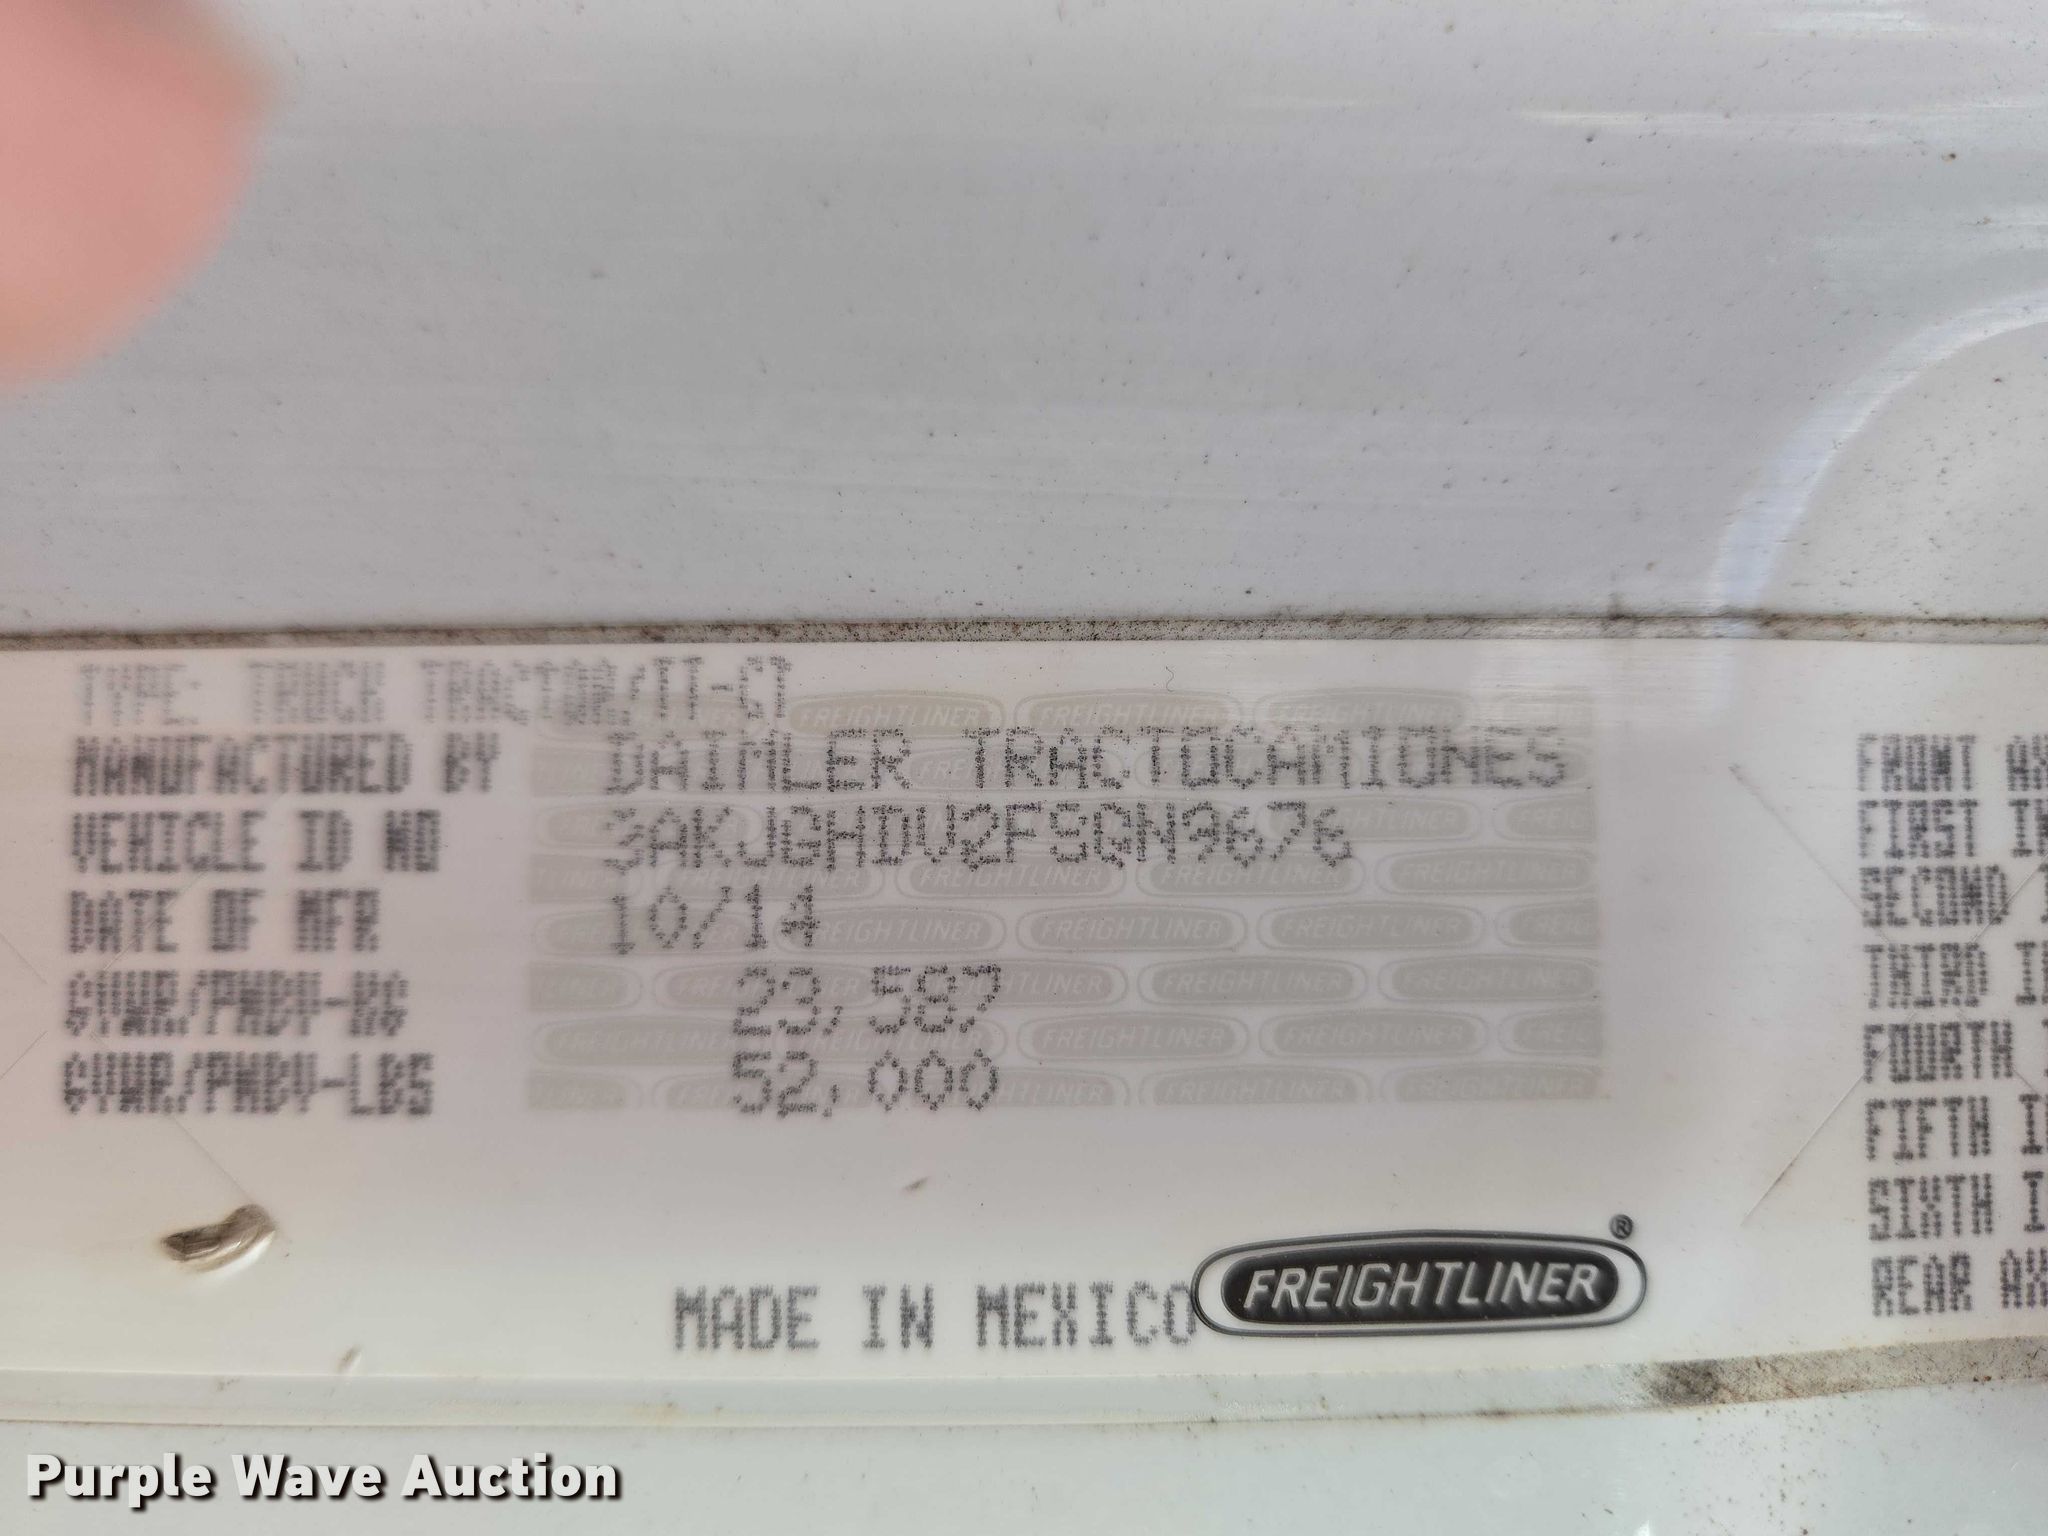 TYPE: TRUCK TRACTOR
MANUFACTURED BY DAIMLER TRACTOCAMIONES
VEHICLE ID NO 3AKJGHDV2FSGN9676
DATE OF MFR 10/14
GVWR/PNBV-KG 23,587
GVWR/PNBV-LBS 52,000
MADE IN MEXICO
FREIGHTLINER®
FRONT
FIRST
SECOND
THIRD
FOURTH
FIFTH
SIXTH
REAR
Purple Wave Auction